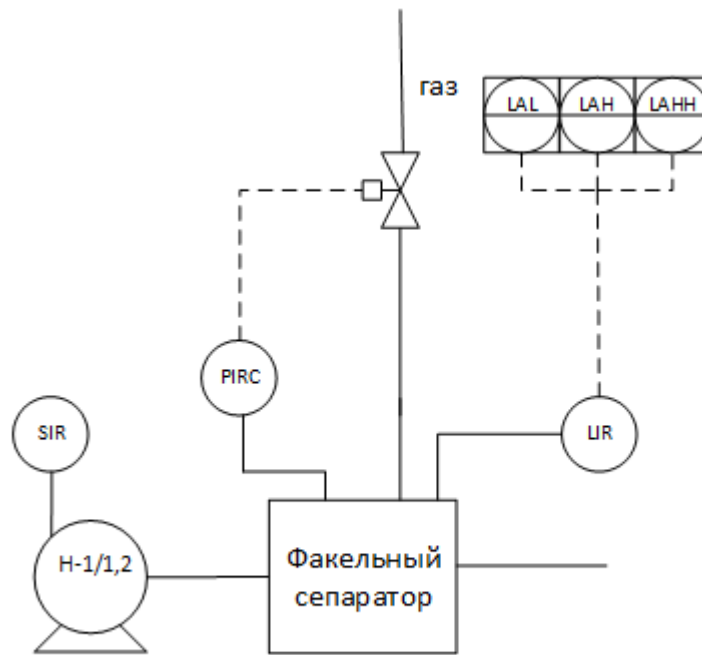 газ
LAL LAH LAHH
PIRC
SIR
LIR
Н-1/1,2
Факельный
сепаратор